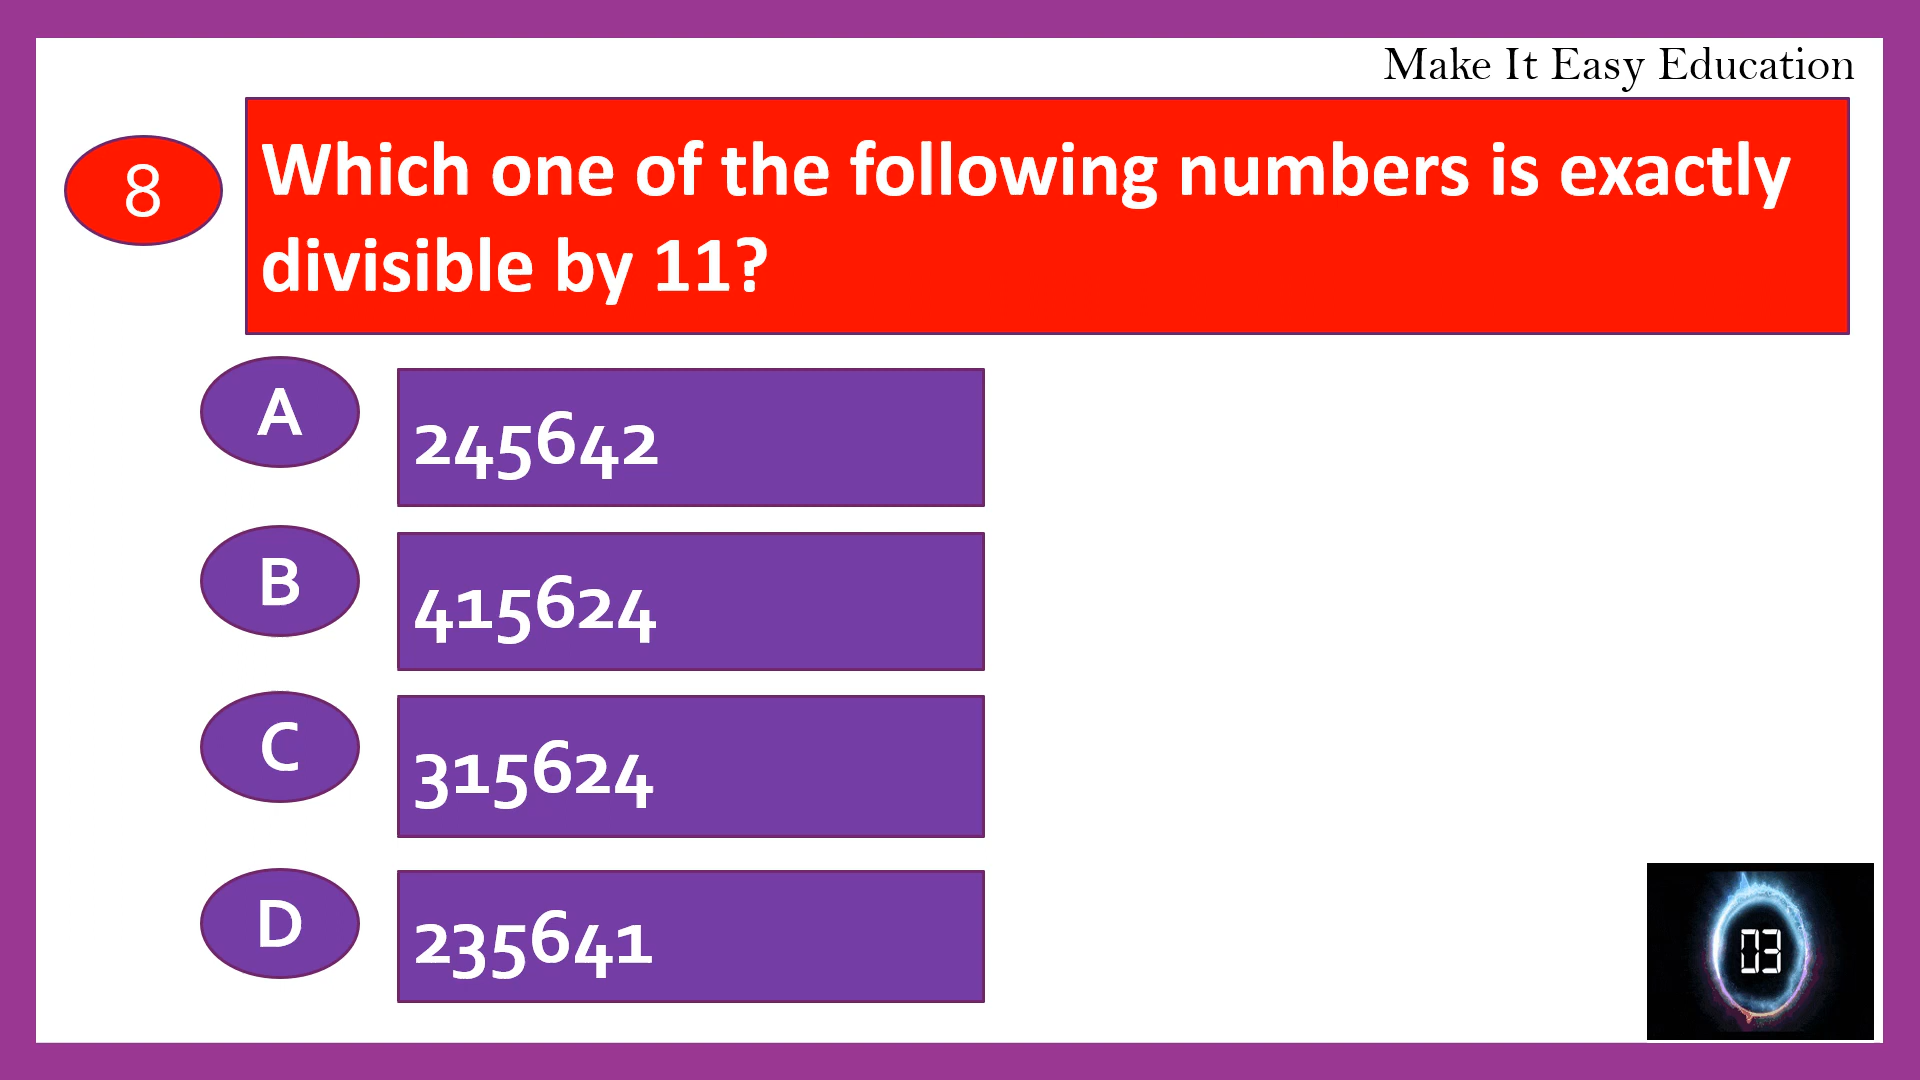 Make It Easy Education
8
Which one of the following numbers is exactly
divisible by 11?
A
245642
B
415624
C
315624
D
235641
03